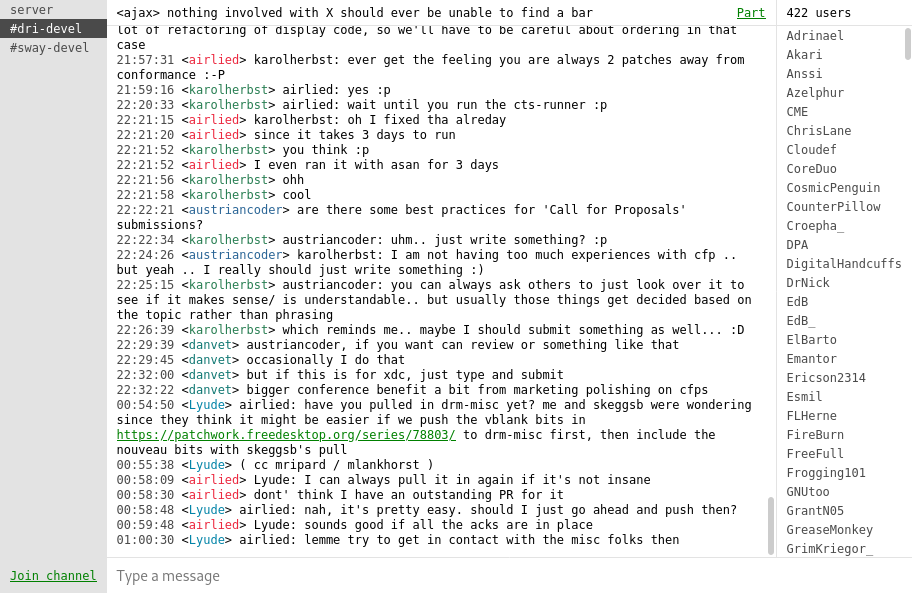 server
#dri-devel
#sway-devel
Join channel
<ajax> nothing involved with X should ever be unable to find a bar
Part
lot of refactoring of display code, so we'll have to be careful about ordering in that
case
21:57:31 <airlied> karolherbst: ever get the feeling you are always 2 patches away from
conformance :-P
21:59:16 <karolherbst> airlied: yes :p
22:20:33 <karolherbst> airlied: wait until you run the cts-runner :p
22:21:15 <airlied> karolherbst: oh I fixed tha alreday
22:21:20 <airlied> since it takes 3 days to run
22:21:52 <karolherbst> you think :p
22:21:52 <airlied> I even ran it with asan for 3 days
22:21:56 <karolherbst> ohh
22:21:58 <karolherbst> cool
22:22:21 <austriancoder> are there some best practices for 'Call for Proposals'
submissions?
22:22:34 <karolherbst> austriancoder: uhm.. just write something? :p
22:24:26 <austriancoder> karolherbst: I am not having too much experiences with cfp ..
but yeah .. I really should just write something :)
22:25:15 <karolherbst> austriancoder: you can always ask others to just look over it to
see if it makes sense/ is understandable.. but usually those things get decided based on
the topic rather than phrasing
22:26:39 <karolherbst> which reminds me.. maybe I should submit something as well... :D
22:29:39 <danvet> austriancoder, if you want can review or something like that
22:29:45 <danvet> occasionally I do that
22:32:00 <danvet> but if this is for xdc, just type and submit
22:32:22 <danvet> bigger conference benefit a bit from marketing polishing on cfps
00:54:50 <Lyude> airlied: have you pulled in drm-misc yet? me and skeggsb were wondering
since they think it might be easier if we push the vblank bits in
https://patchwork.freedesktop.org/series/78803/ to drm-misc first, then include the
nouveau bits with skeggsb's pull
00:55:38 <Lyude> ( cc mripard / mlankhorst )
00:58:09 <airlied> Lyude: I can always pull it in again if it's not insane
00:58:30 <airlied> dont' think I have an outstanding PR for it
00:58:48 <Lyude> airlied: nah, it's pretty easy. should I just go ahead and push then?
00:59:48 <airlied> Lyude: sounds good if all the acks are in place
01:00:30 <Lyude> airlied: lemme try to get in contact with the misc folks then
Type a message
422 users
Adrinael
Akari
Anssi
Azelphur
CME
ChrisLane
Cloudef
CoreDuo
CosmicPenguin
CounterPillow
Croepha_
DPA
DigitalHandcuffs
DrNick
EdB
EdB_
ElBarto
Emantor
Ericson2314
Esmil
FLHerne
FireBurn
FreeFull
Frogging101
GNUtoo
GrantN05
GreaseMonkey
GrimKriegor_